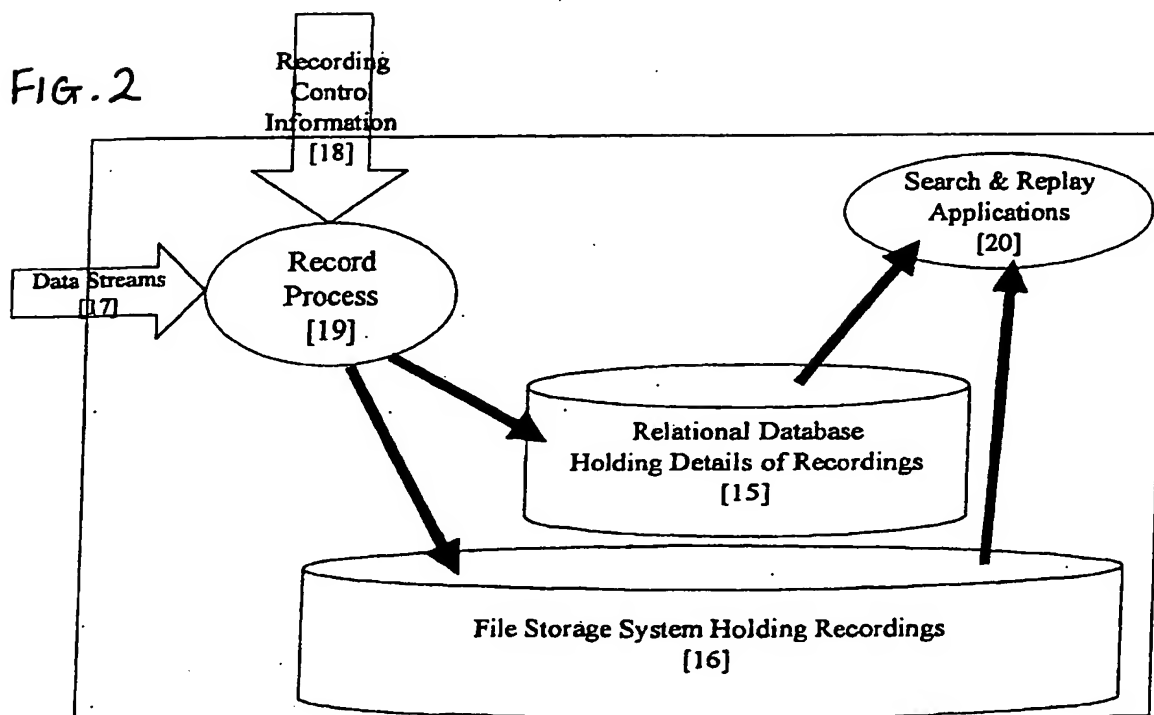 FIG. 2
Recording
Control
Information
[18]
Search & Replay
Applications
[20]
Data Streams
[17]
Record
Process
[19]
Relational Database
Holding Details of Recordings
[15]
File Storage System Holding Recordings
[16]